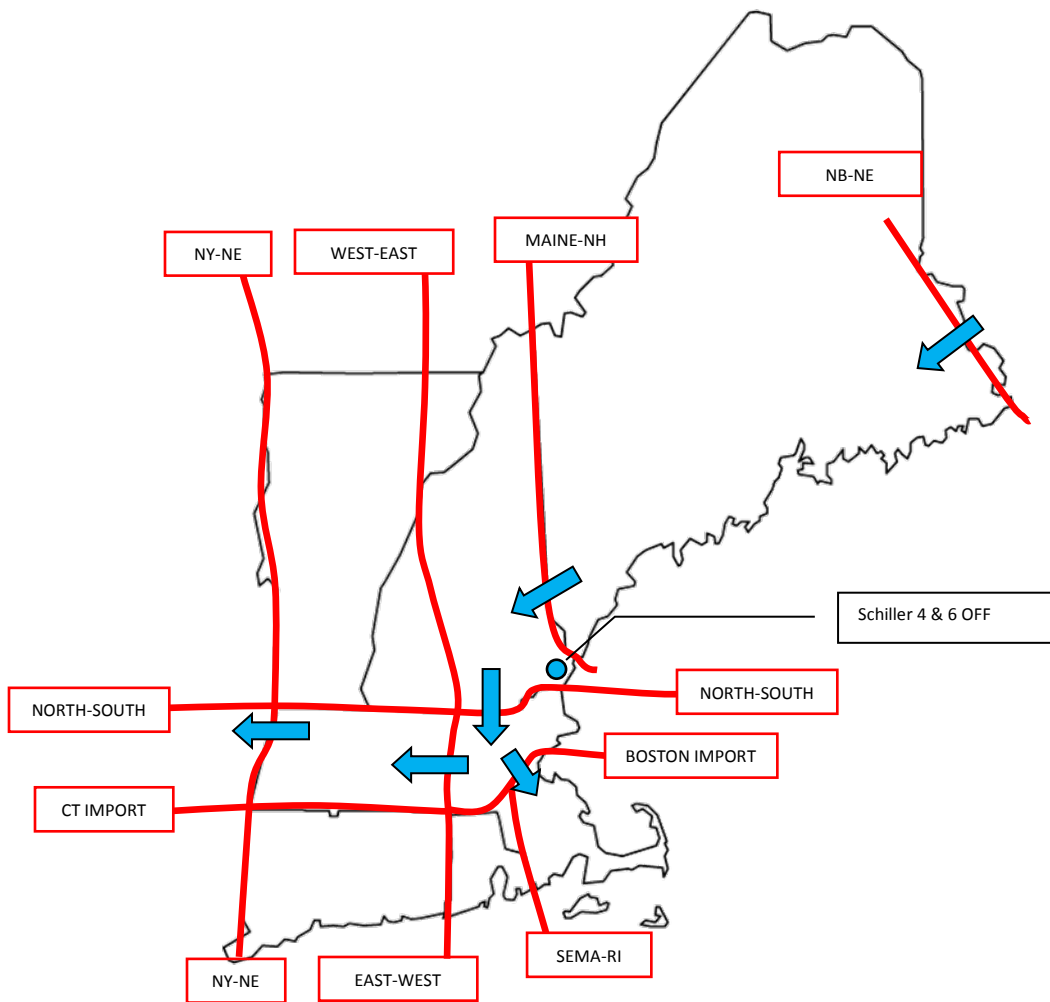 NB-NE
MAINE-NH
WEST-EAST
NY-NE
Schiller 4 & 6 OFF
NORTH-SOUTH
NORTH-SOUTH
BOSTON IMPORT
CT IMPORT
SEMA-RI
NY-NE
EAST-WEST